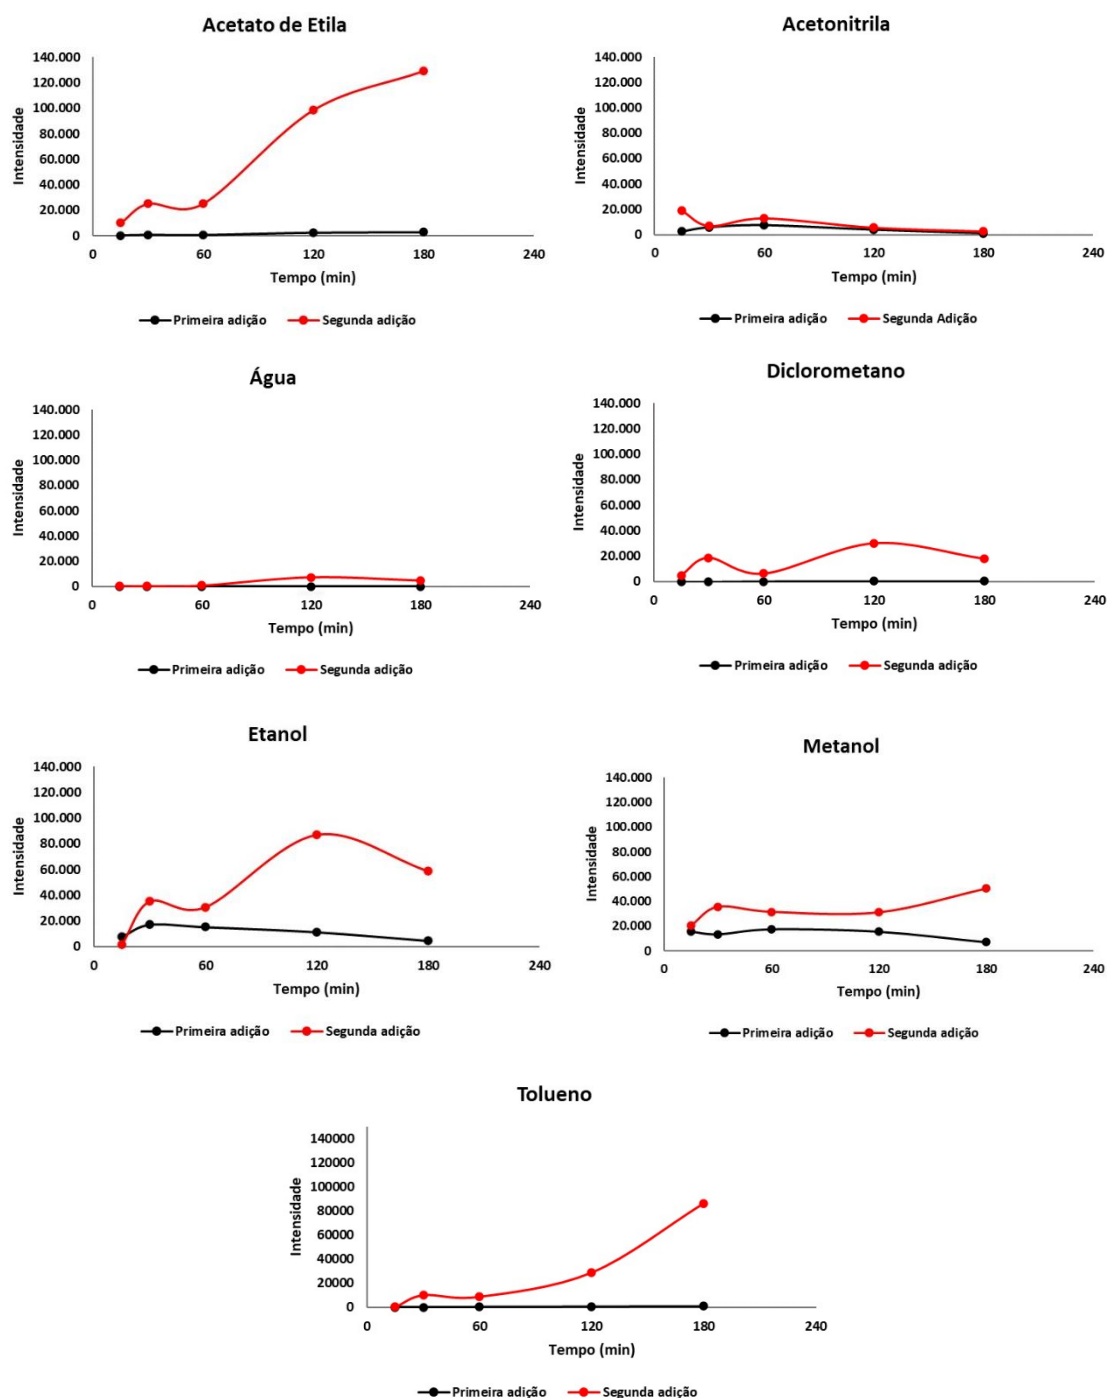 Acetato de Etila
140.000
120.000
100.000
80.000
60.000
40.000
20.000
0
Intensidade
0 60 120 180 240
Tempo (min)
Primeira adição Segunda adição
Acetonitrila
140.000
120.000
100.000
80.000
60.000
40.000
20.000
0
Intensidade
0 60 120 180 240
Tempo (min)
Primeira adição Segunda Adição
Água
140.000
120.000
100.000
80.000
60.000
40.000
20.000
0
Intensidade
0 60 120 180 240
Tempo (min)
Primeira adição Segunda adição
Diclorometano
140.000
120.000
100.000
80.000
60.000
40.000
20.000
0
Intensidade
0 60 120 180 240
Tempo (min)
Primeira adição Segunda adição
Etanol
140.000
120.000
100.000
80.000
60.000
40.000
20.000
0
Intensidade
0 60 120 180 240
Tempo (min)
Primeira adição Segunda adição
Metanol
140.000
120.000
100.000
80.000
60.000
40.000
20.000
0
Intensidade
0 60 120 180 240
Tempo (min)
Primeira adição Segunda adição
Tolueno
140000
120000
100000
80000
60000
40000
20000
0
Intensidade
0 60 120 180 240
Tempo (min)
Primeira adição Segunda adição